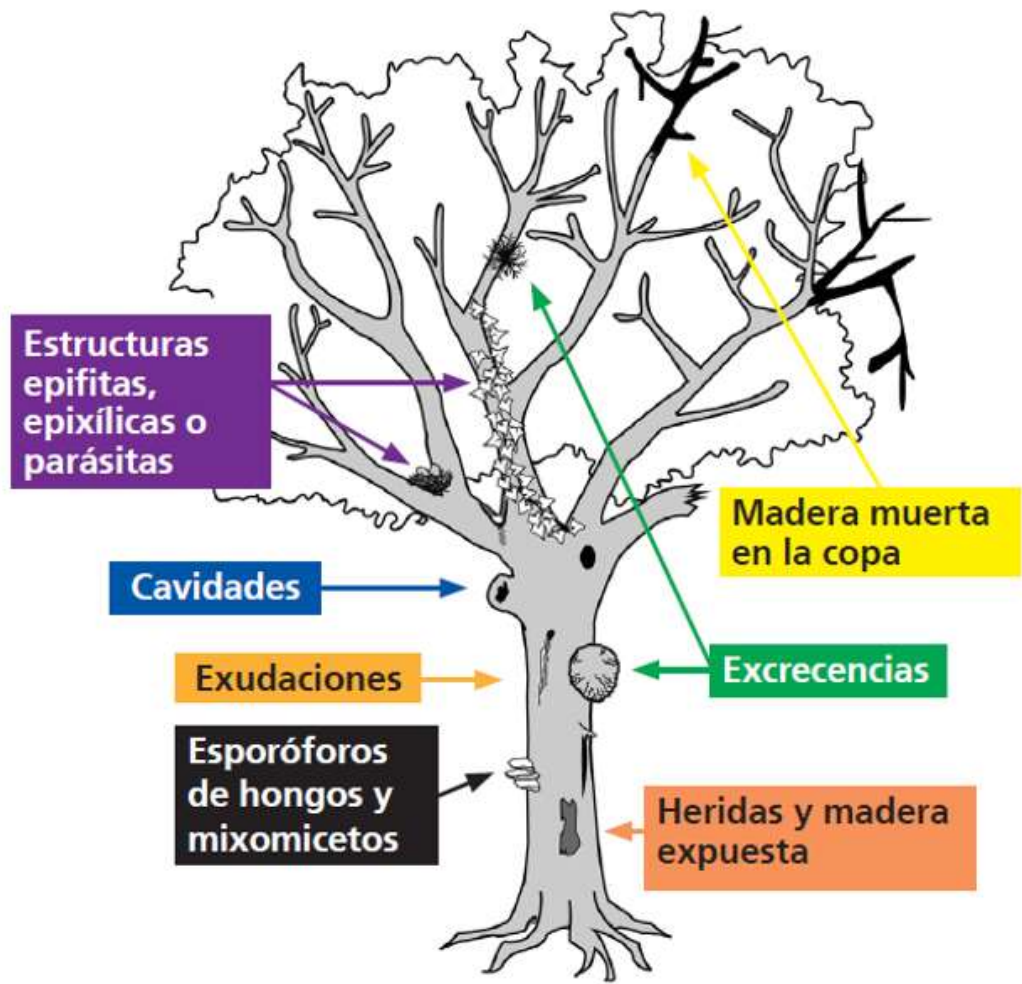 Estructuras
epifitas,
epixílicas o
parásitas
Madera muerta
en la copa
Cavidades
Exudaciones
Excrecencias
Esporóforos
de hongos y
mixomicetos
Heridas y madera
expuesta